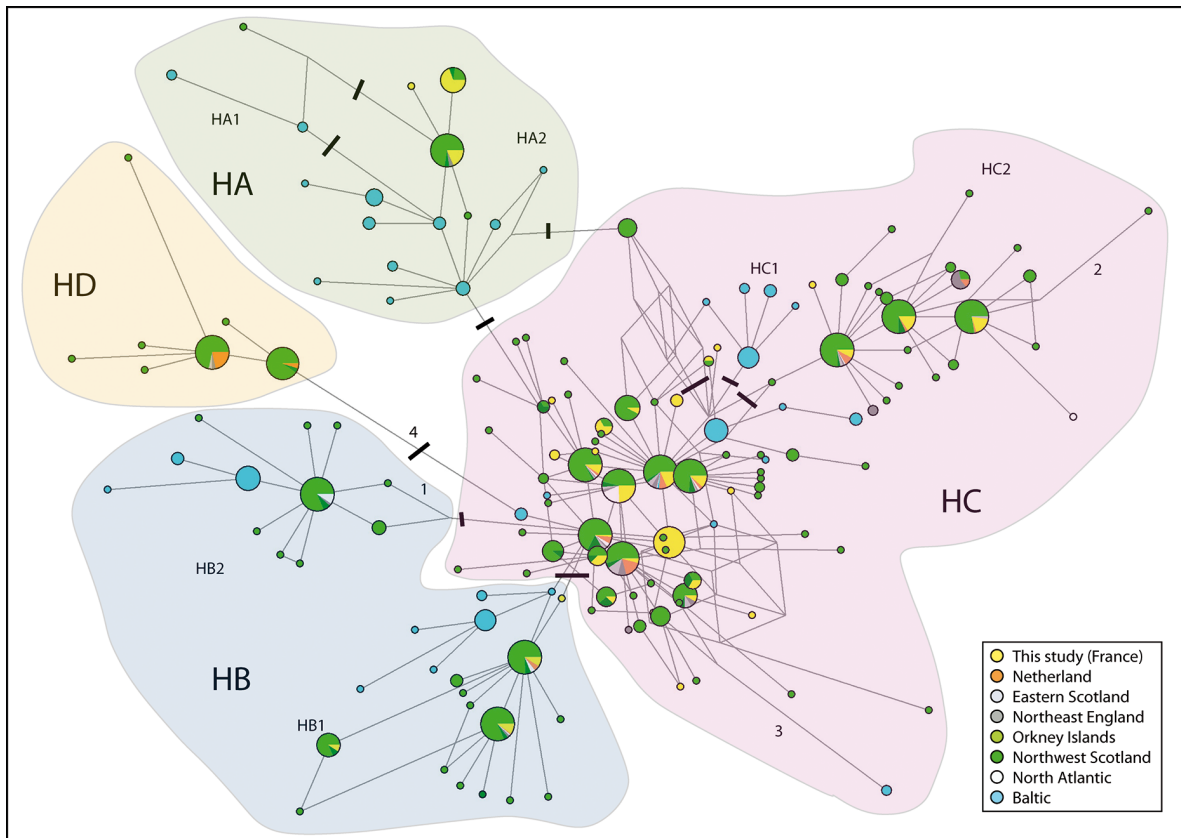 HA1
HA2
HA
HC2
HD
HC1
2
4
1
HC
HB2
HB
HB1
3
This study (France)
Netherland
Eastern Scotland
Northeast England
Orkney Islands
Northwest Scotland
North Atlantic
Baltic